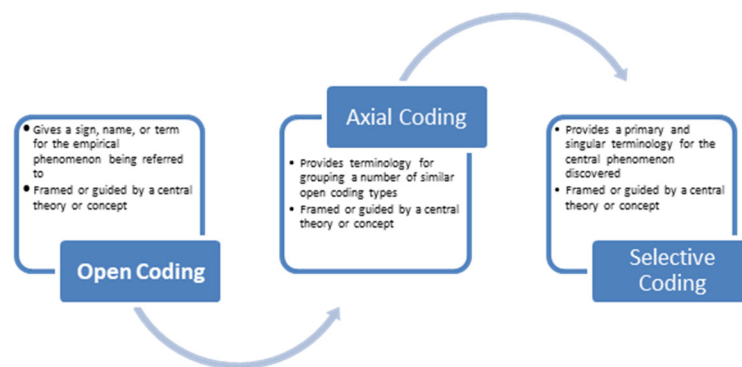 ● Gives a sign, name, or term
for the empirical
phenomenon being referred
to
● Framed or guided by a central
theory or concept
Open Coding
Axial Coding
• Provides terminology for
grouping a number of similar
open coding types
• Framed or guided by a central
theory or concept
• Provides a primary and
singular terminology for the
central phenomenon
discovered
• Framed or guided by a central
theory or concept
Selective
Coding